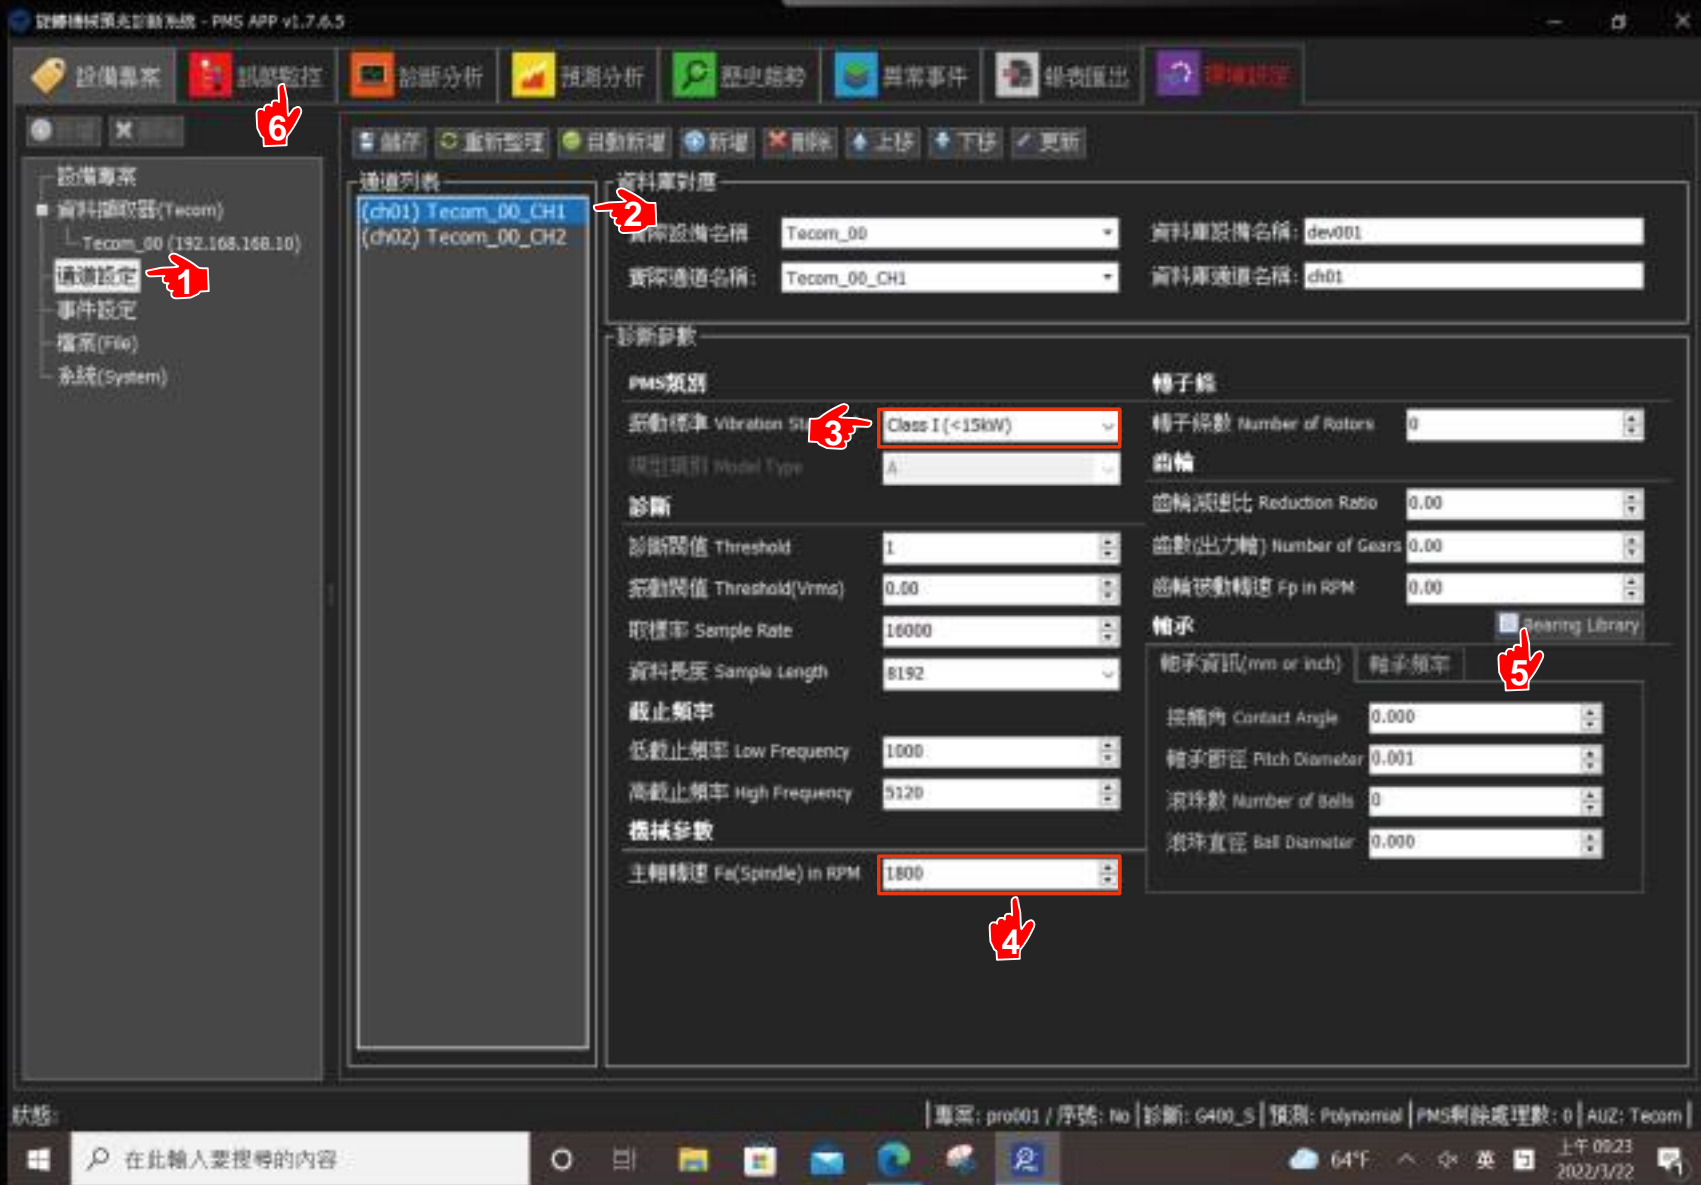 旋轉機械預兆診斷系統 - PMS APP v1.7.6.5
設備專案
訊號監控
診斷分析
預測分析
歷史趨勢
異常事件
報表匯出
環境設定
6
儲存
重新整理
自動新增
新增
刪除
上移
下移
更新
設備專案
資料擷取器(Tecom)
Tecom_00 (192.168.168.10)
通道設定
1
事件設定
檔案(File)
系統(System)
通道列表
(ch01) Tecom_00_CH1
(ch02) Tecom_00_CH2
2
資料庫對應
實際設備名稱
Tecom_00
資料庫設備名稱: dev001
實際通道名稱:
Tecom_00_CH1
資料庫通道名稱: ch01
診斷參數
PMS類別
振動標準 Vibration St
3
Class I (<15kW)
模型類別 Model Type
A
診斷
診斷閥值 Threshold
1
振動閥值 Threshold(Vrms)
0.00
取樣率 Sample Rate
16000
資料長度 Sample Length
8192
截止頻率
低截止頻率 Low Frequency
1000
高截止頻率 High Frequency
5120
機械參數
主軸轉速 Fa(Spindle) in RPM
1800
4
轉子條
轉子條數 Number of Rotors
0
齒輪
齒輪減速比 Reduction Ratio
0.00
齒數(出力軸) Number of Gears
0.00
齒輪被動轉速 Fp in RPM
0.00
軸承
Bearing Library
5
軸承資訊(mm or inch)
軸承頻率
接觸角 Contact Angle
0.000
軸承節徑 Pitch Diameter
0.001
滾珠數 Number of Balls
0
滾珠直徑 Ball Diameter
0.000
狀態:
專案: pro001 / 序號: No
診斷: G400_S
預測: Polynomial
PMS剩餘處理數: 0
AUZ: Tecom
在此輸入要搜尋的內容
64°F
英
上午 09:23
2022/3/22